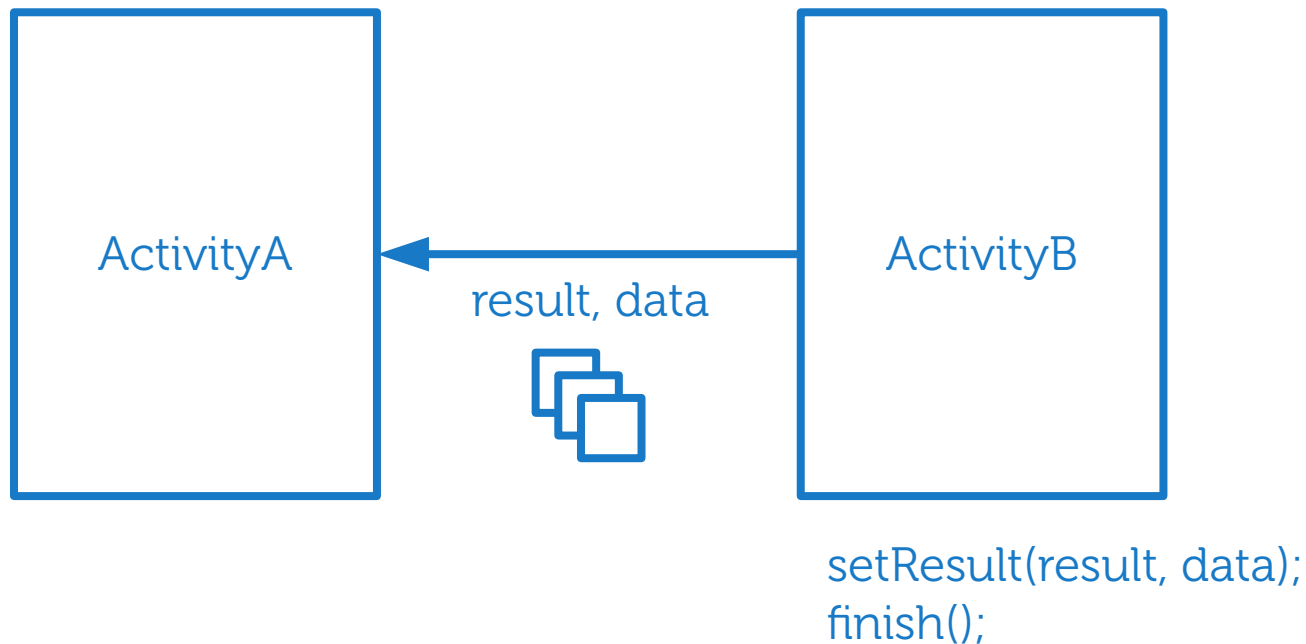 ActivityA
ActivityB
result, data
setResult(result, data);
finish();